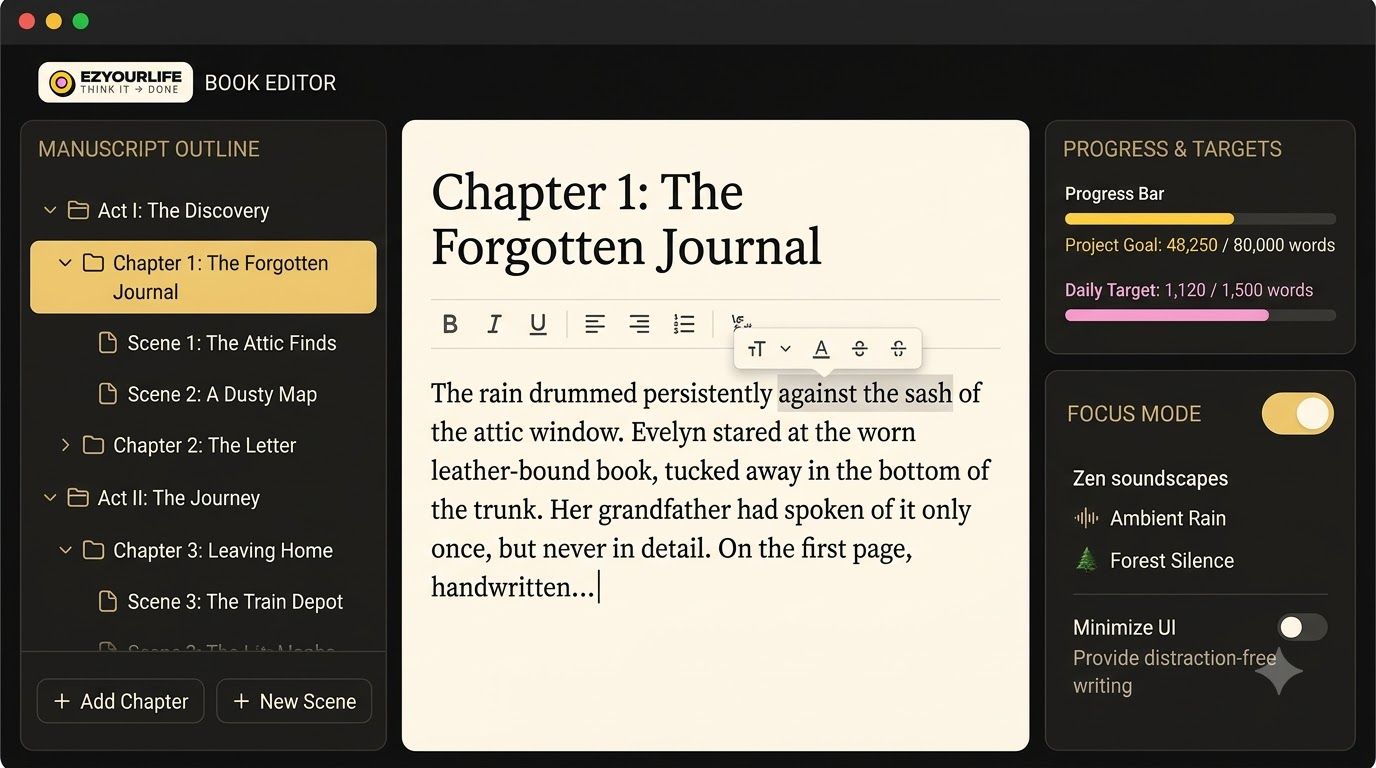 EZYOURLIFE
THINK IT → DONE
BOOK EDITOR
MANUSCRIPT OUTLINE
Act I: The Discovery
Chapter 1: The Forgotten
Journal
Scene 1: The Attic Finds
Scene 2: A Dusty Map
Chapter 2: The Letter
Act II: The Journey
Chapter 3: Leaving Home
Scene 3: The Train Depot
+ Add Chapter
+ New Scene
Chapter 1: The
Forgotten Journal
B I U
тT A
The rain drummed persistently against the sash of
the attic window. Evelyn stared at the worn
leather-bound book, tucked away in the bottom of
the trunk. Her grandfather had spoken of it only
once, but never in detail. On the first page,
handwritten...
PROGRESS & TARGETS
Progress Bar
Project Goal: 48,250 / 80,000 words
Daily Target: 1,120 / 1,500 words
FOCUS MODE
Zen soundscapes
Ambient Rain
Forest Silence
Minimize UI
Provide distraction-free
writing